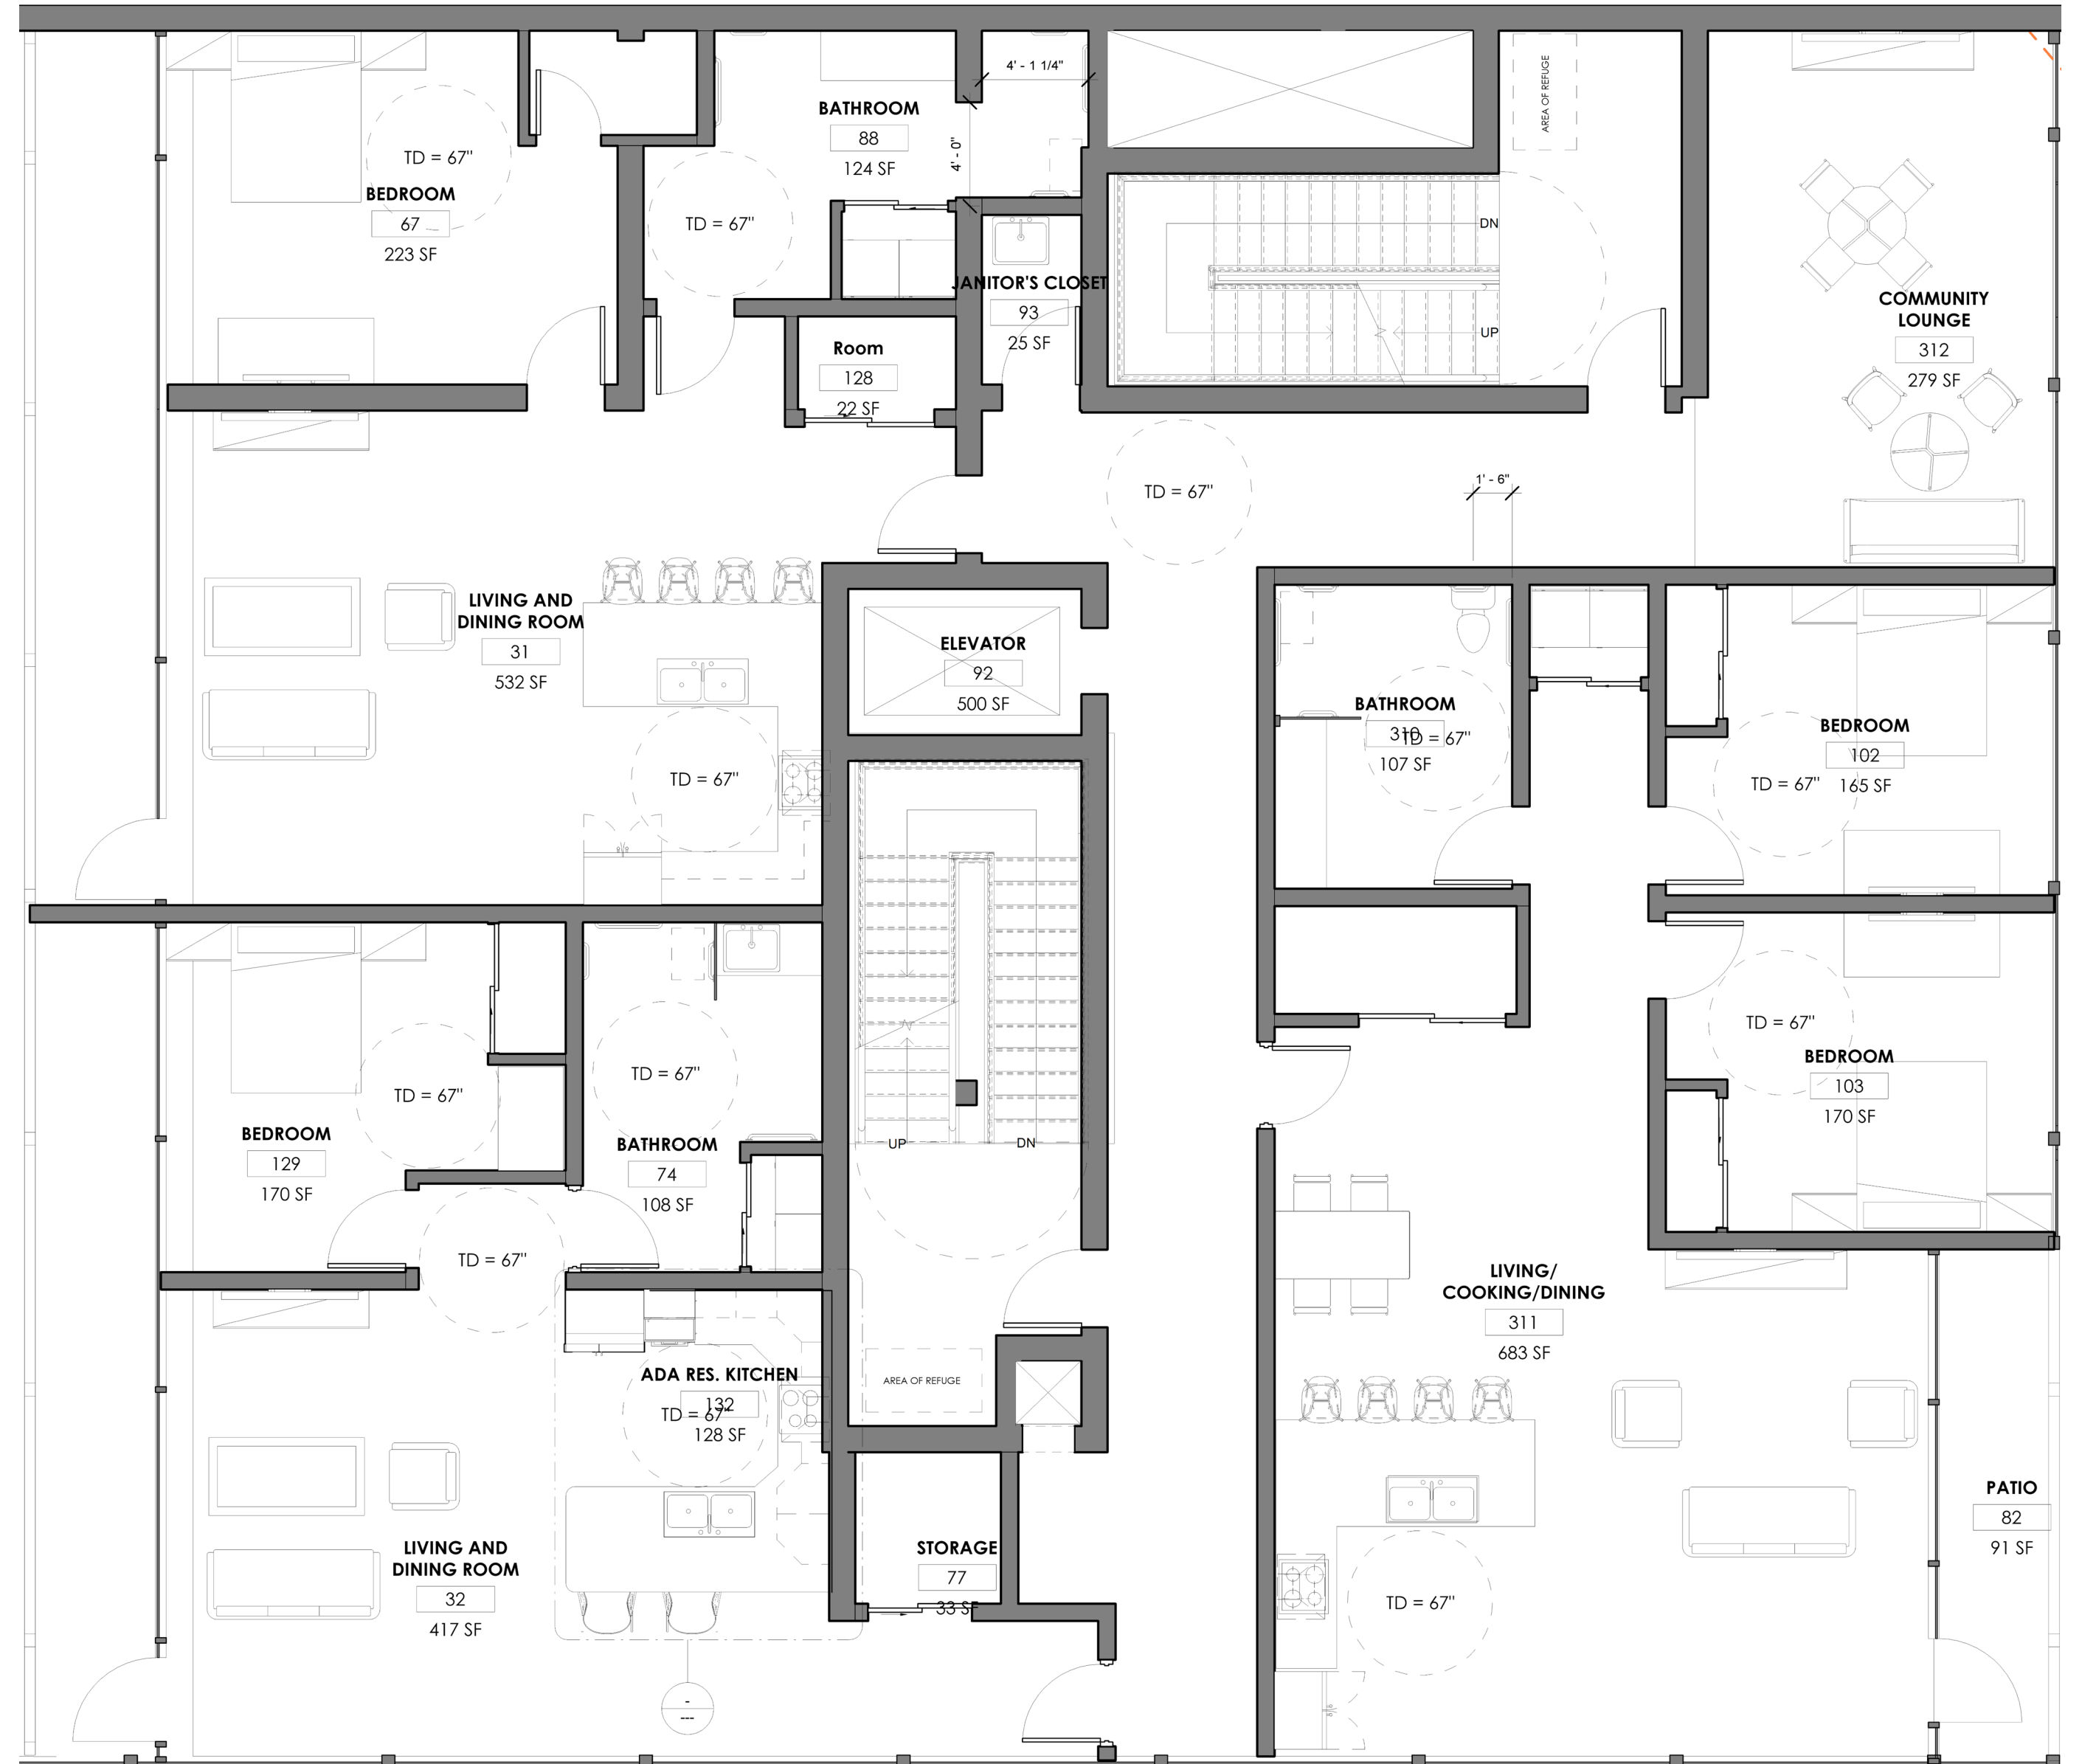 4' - 1 1/4"
AREA OF REFUGE
BATHROOM
88
124 SF
4' - 0"
TD = 67"
BEDROOM
67
223 SF
TD = 67"
DN
JANITOR'S CLOSET
93
25 SF
UP
COMMUNITY
LOUNGE
312
279 SF
Room
128
22 SF
1' - 6"
TD = 67"
LIVING AND
DINING ROOM
31
532 SF
ELEVATOR
92
500 SF
TD = 67"
BATHROOM
310
TD = 67"
107 SF
BEDROOM
102
TD = 67"
165 SF
TD = 67"
BEDROOM
103
170 SF
TD = 67"
TD = 67"
BEDROOM
129
170 SF
BATHROOM
74
108 SF
UP
DN
TD = 67"
LIVING/
COOKING/DINING
311
683 SF
ADA RES. KITCHEN
132
TD = 67"
128 SF
AREA OF REFUGE
PATIO
82
91 SF
LIVING AND
DINING ROOM
32
417 SF
STORAGE
77
33 SF
TD = 67"
-
---